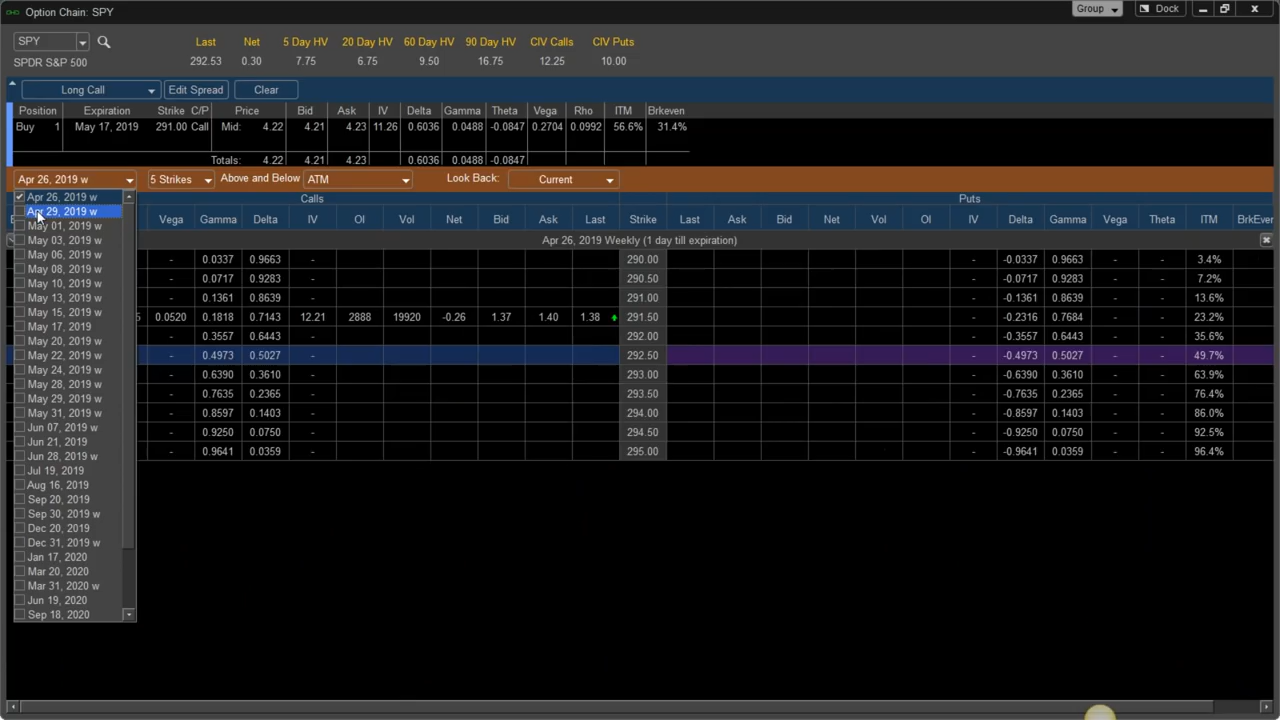 Option Chain: SPY Group Dock
SPY Last Net 5 Day HV 20 Day HV 60 Day HV 90 Day HV CIV Calls CIV Puts
SPDR S&P 500 292.53 0.30 7.75 6.75 9.50 16.75 12.25 10.00
Long Call Edit Spread Clear
Position Expiration Strike C/P Price Bid Ask IV Delta Gamma Theta Vega Rho ITM Brkeven
Buy 1 May 17, 2019 291.00 Call Mid: 4.22 4.21 4.23 11.26 0.6036 0.0488 -0.0847 0.2704 0.0992 56.6% 31.4%
Totals: 4.22 4.21 4.23 0.6036 0.0488 -0.0847
Apr 26, 2019 w 5 Strikes Above and Below ATM Look Back: Current
Apr 26, 2019 w Calls Puts
Apr 29, 2019 w Vega Gamma Delta IV OI Vol Net Bid Ask Last Strike Last Ask Bid Net Vol OI IV Delta Gamma Vega Theta ITM BrkEven
May 01, 2019 w
May 03, 2019 w Apr 26, 2019 Weekly (1 day till expiration)
May 06, 2019 w - 0.0337 0.9663 - 290.00 - -0.0337 0.9663 - - 3.4%
May 08, 2019 w - 0.0717 0.9283 - 290.50 - -0.0717 0.9283 - - 7.2%
May 10, 2019 w
May 13, 2019 w - 0.1361 0.8639 - 291.00 - -0.1361 0.8639 - - 13.6%
May 15, 2019 w 5 0.0520 0.1818 0.7143 12.21 2888 19920 -0.26 1.37 1.40 1.38 291.50 - -0.2316 0.7684 - - 23.2%
May 17, 2019
May 20, 2019 w - 0.3557 0.6443 - 292.00 - -0.3557 0.6443 - - 35.6%
May 22, 2019 w - 0.4973 0.5027 - 292.50 - -0.4973 0.5027 - - 49.7%
May 24, 2019 w - 0.6390 0.3610 - 293.00 - -0.6390 0.3610 - - 63.9%
May 28, 2019 w
May 29, 2019 w - 0.7635 0.2365 - 293.50 - -0.7635 0.2365 - - 76.4%
May 31, 2019 w - 0.8597 0.1403 - 294.00 - -0.8597 0.1403 - - 86.0%
Jun 07, 2019 w - 0.9250 0.0750 - 294.50 - -0.9250 0.0750 - - 92.5%
Jun 21, 2019
Jun 28, 2019 w - 0.9641 0.0359 - 295.00 - -0.9641 0.0359 - - 96.4%
Jul 19, 2019
Aug 16, 2019
Sep 20, 2019
Sep 30, 2019 w
Dec 20, 2019
Dec 31, 2019 w
Jan 17, 2020
Mar 20, 2020
Mar 31, 2020 w
Jun 19, 2020
Sep 18, 2020